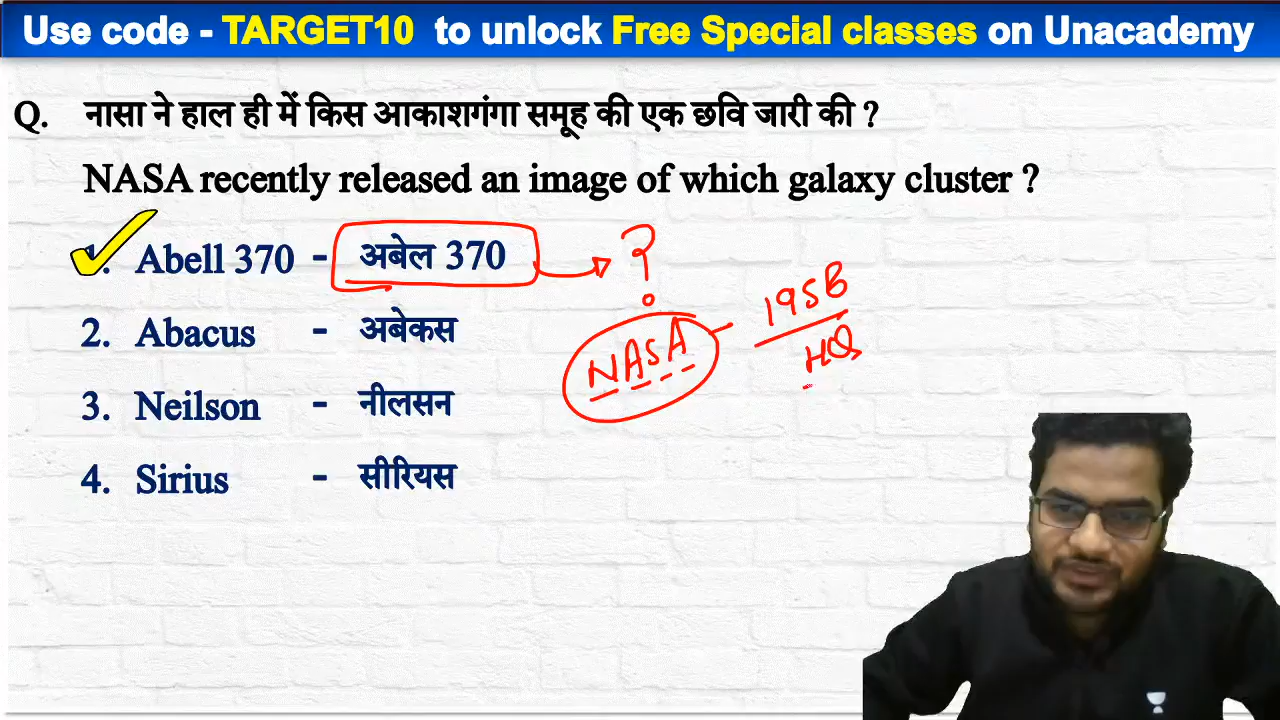 Use code - TARGET10 to unlock Free Special classes on Unacademy
Q. नासा ने हाल ही में किस आकाशगंगा समूह की एक छवि जारी की ?
NASA recently released an image of which galaxy cluster ?
1. Abell 370 - अबेल 370 ?
2. Abacus - अबेकस
NASA - 1958
HQ
3. Neilson - नीलसन
4. Sirius - सीरियस